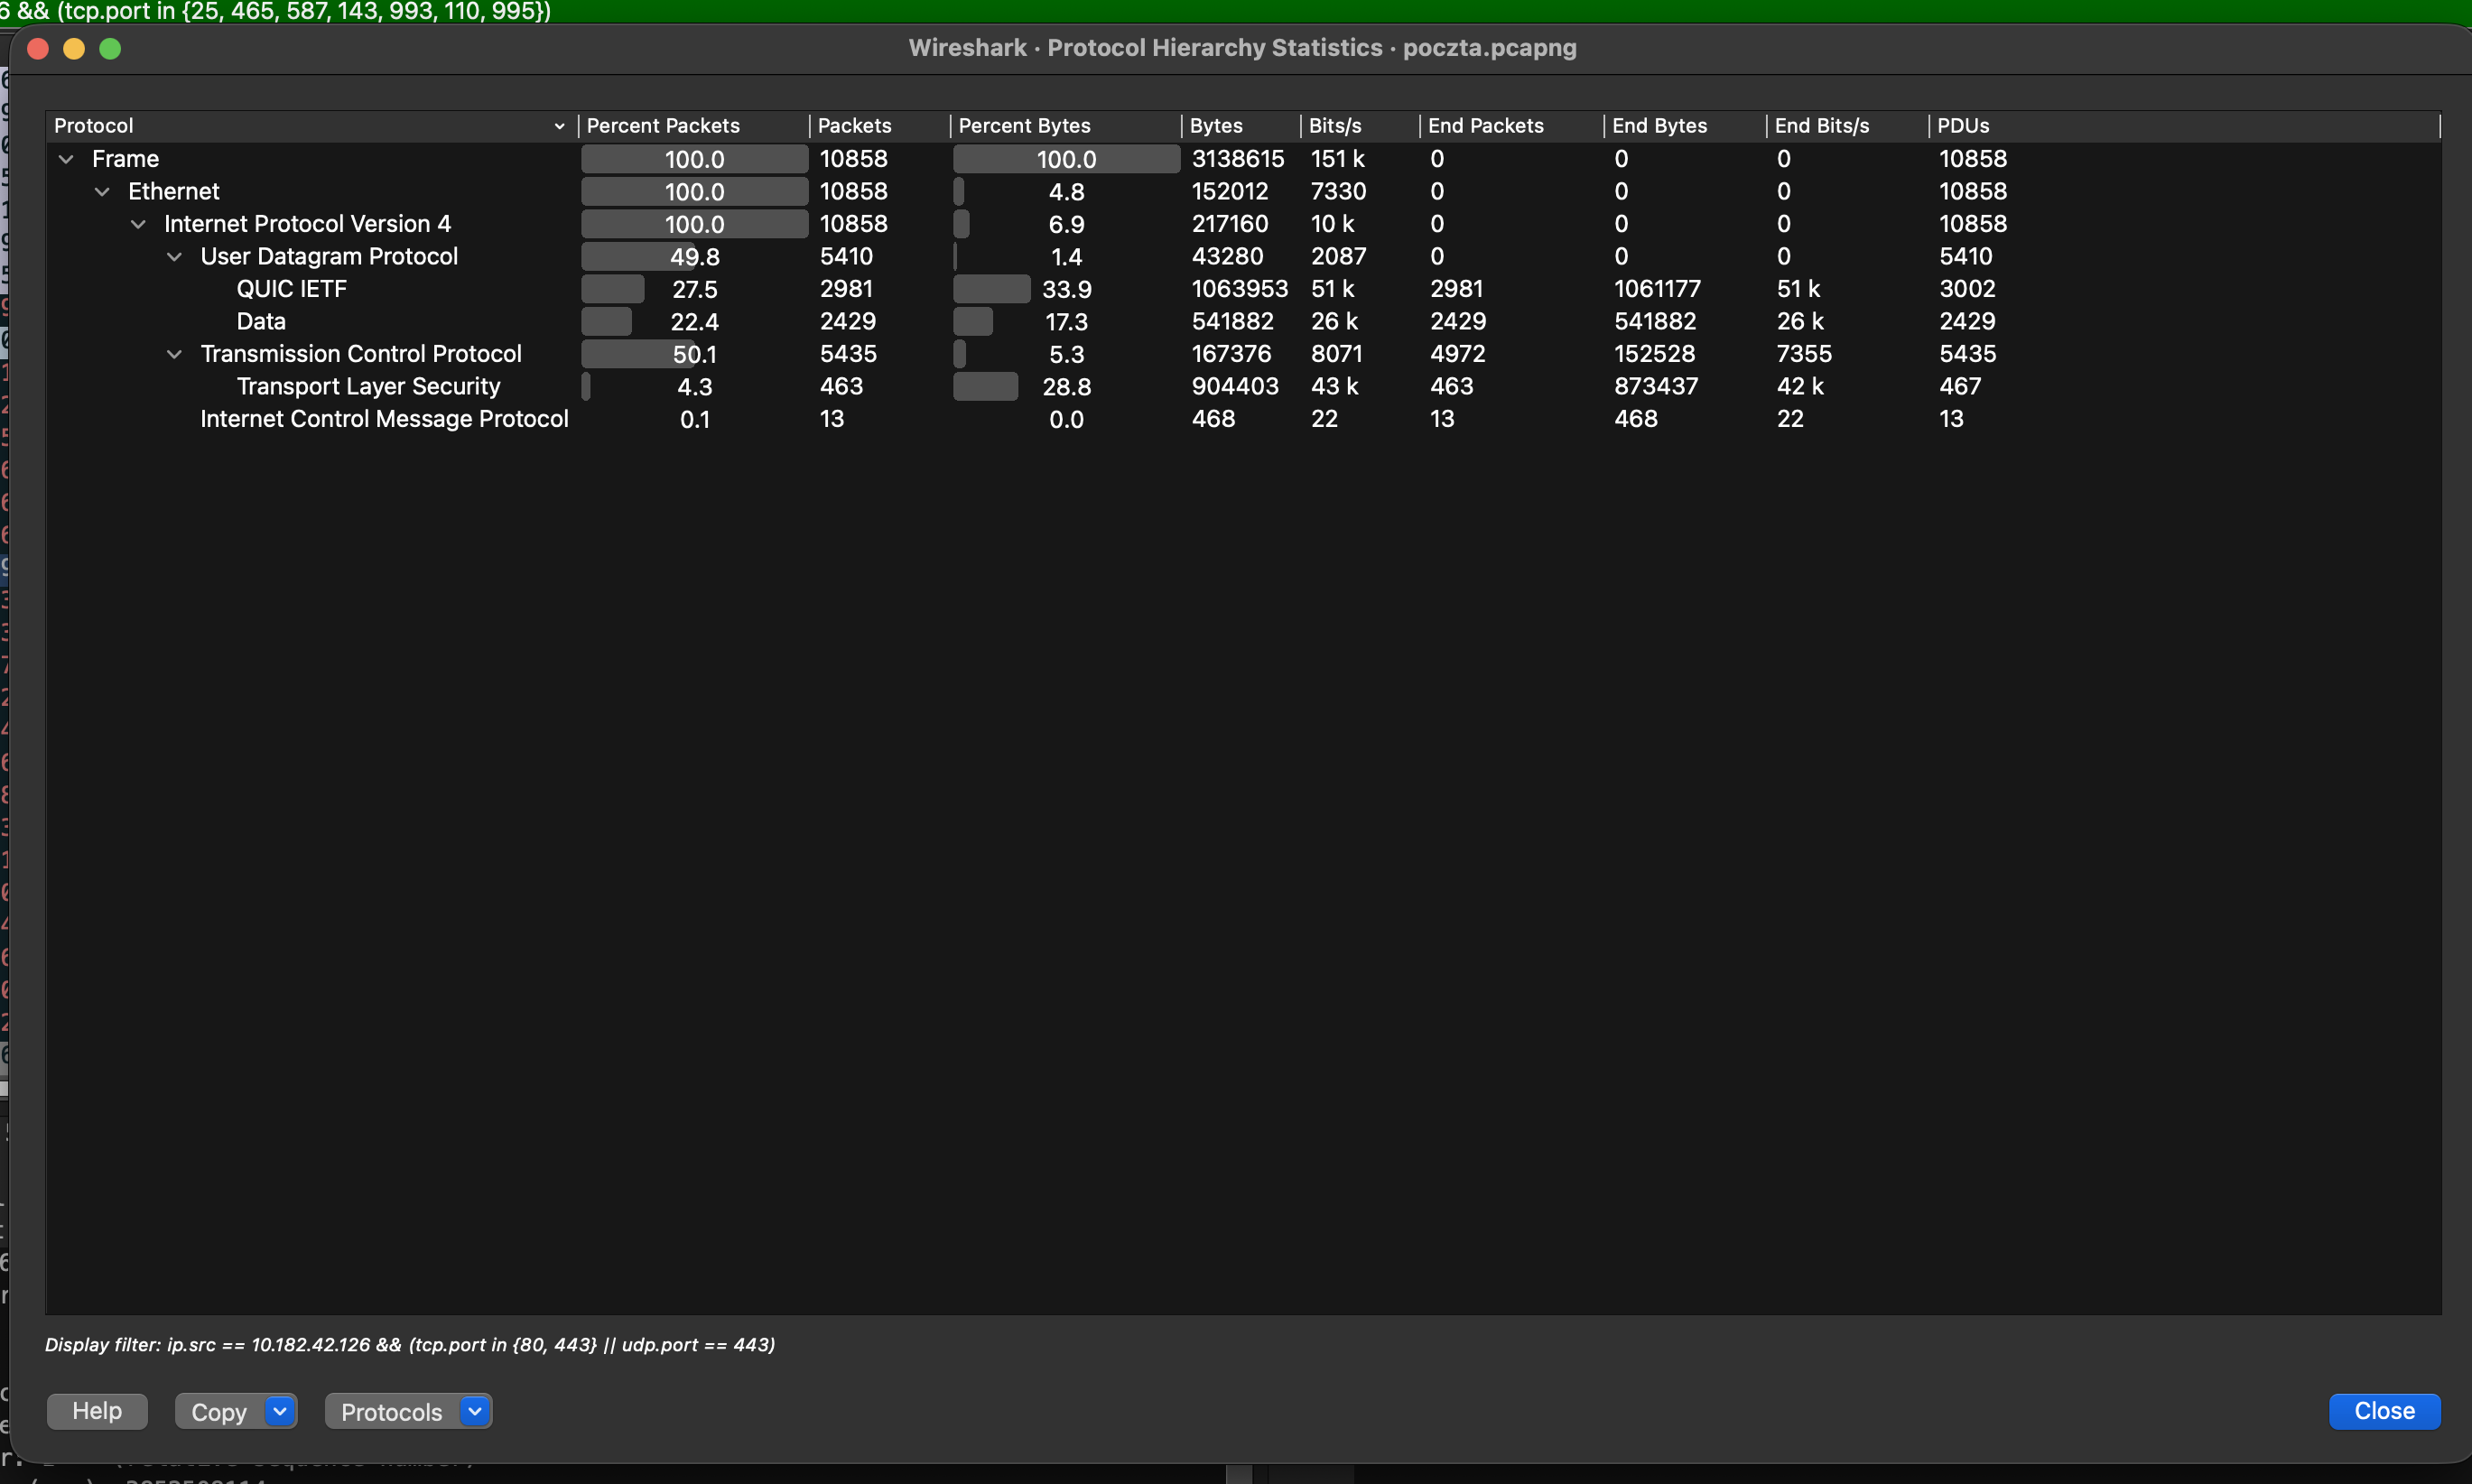 6 && (tcp.port in {25, 465, 587, 143, 993, 110, 995})
Wireshark · Protocol Hierarchy Statistics · poczta.pcapng
Protocol Percent Packets Packets Percent Bytes Bytes Bits/s End Packets End Bytes End Bits/s PDUs
Frame 100.0 10858 100.0 3138615 151 k 0 0 0 10858
Ethernet 100.0 10858 4.8 152012 7330 0 0 0 10858
Internet Protocol Version 4 100.0 10858 6.9 217160 10 k 0 0 0 10858
User Datagram Protocol 49.8 5410 1.4 43280 2087 0 0 0 5410
QUIC IETF 27.5 2981 33.9 1063953 51 k 2981 1061177 51 k 3002
Data 22.4 2429 17.3 541882 26 k 2429 541882 26 k 2429
Transmission Control Protocol 50.1 5435 5.3 167376 8071 4972 152528 7355 5435
Transport Layer Security 4.3 463 28.8 904403 43 k 463 873437 42 k 467
Internet Control Message Protocol 0.1 13 0.0 468 22 13 468 22 13
Display filter: ip.src == 10.182.42.126 && (tcp.port in {80, 443} || udp.port == 443)
Help Copy Protocols Close